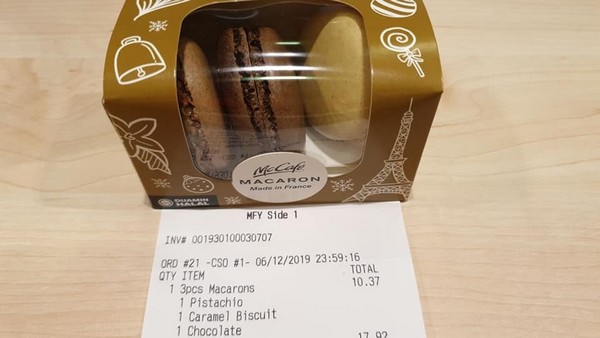 McCafé
MACARON
Made in France
HALAL
MFY Side 1
INV# 001930100030707
ORD #21 -CSO #1- 06/12/2019 23:59:16
QTY ITEM TOTAL
1 3pcs Macarons 10.37
1 Pistachio
1 Caramel Biscuit
1 Chocolate
17.92